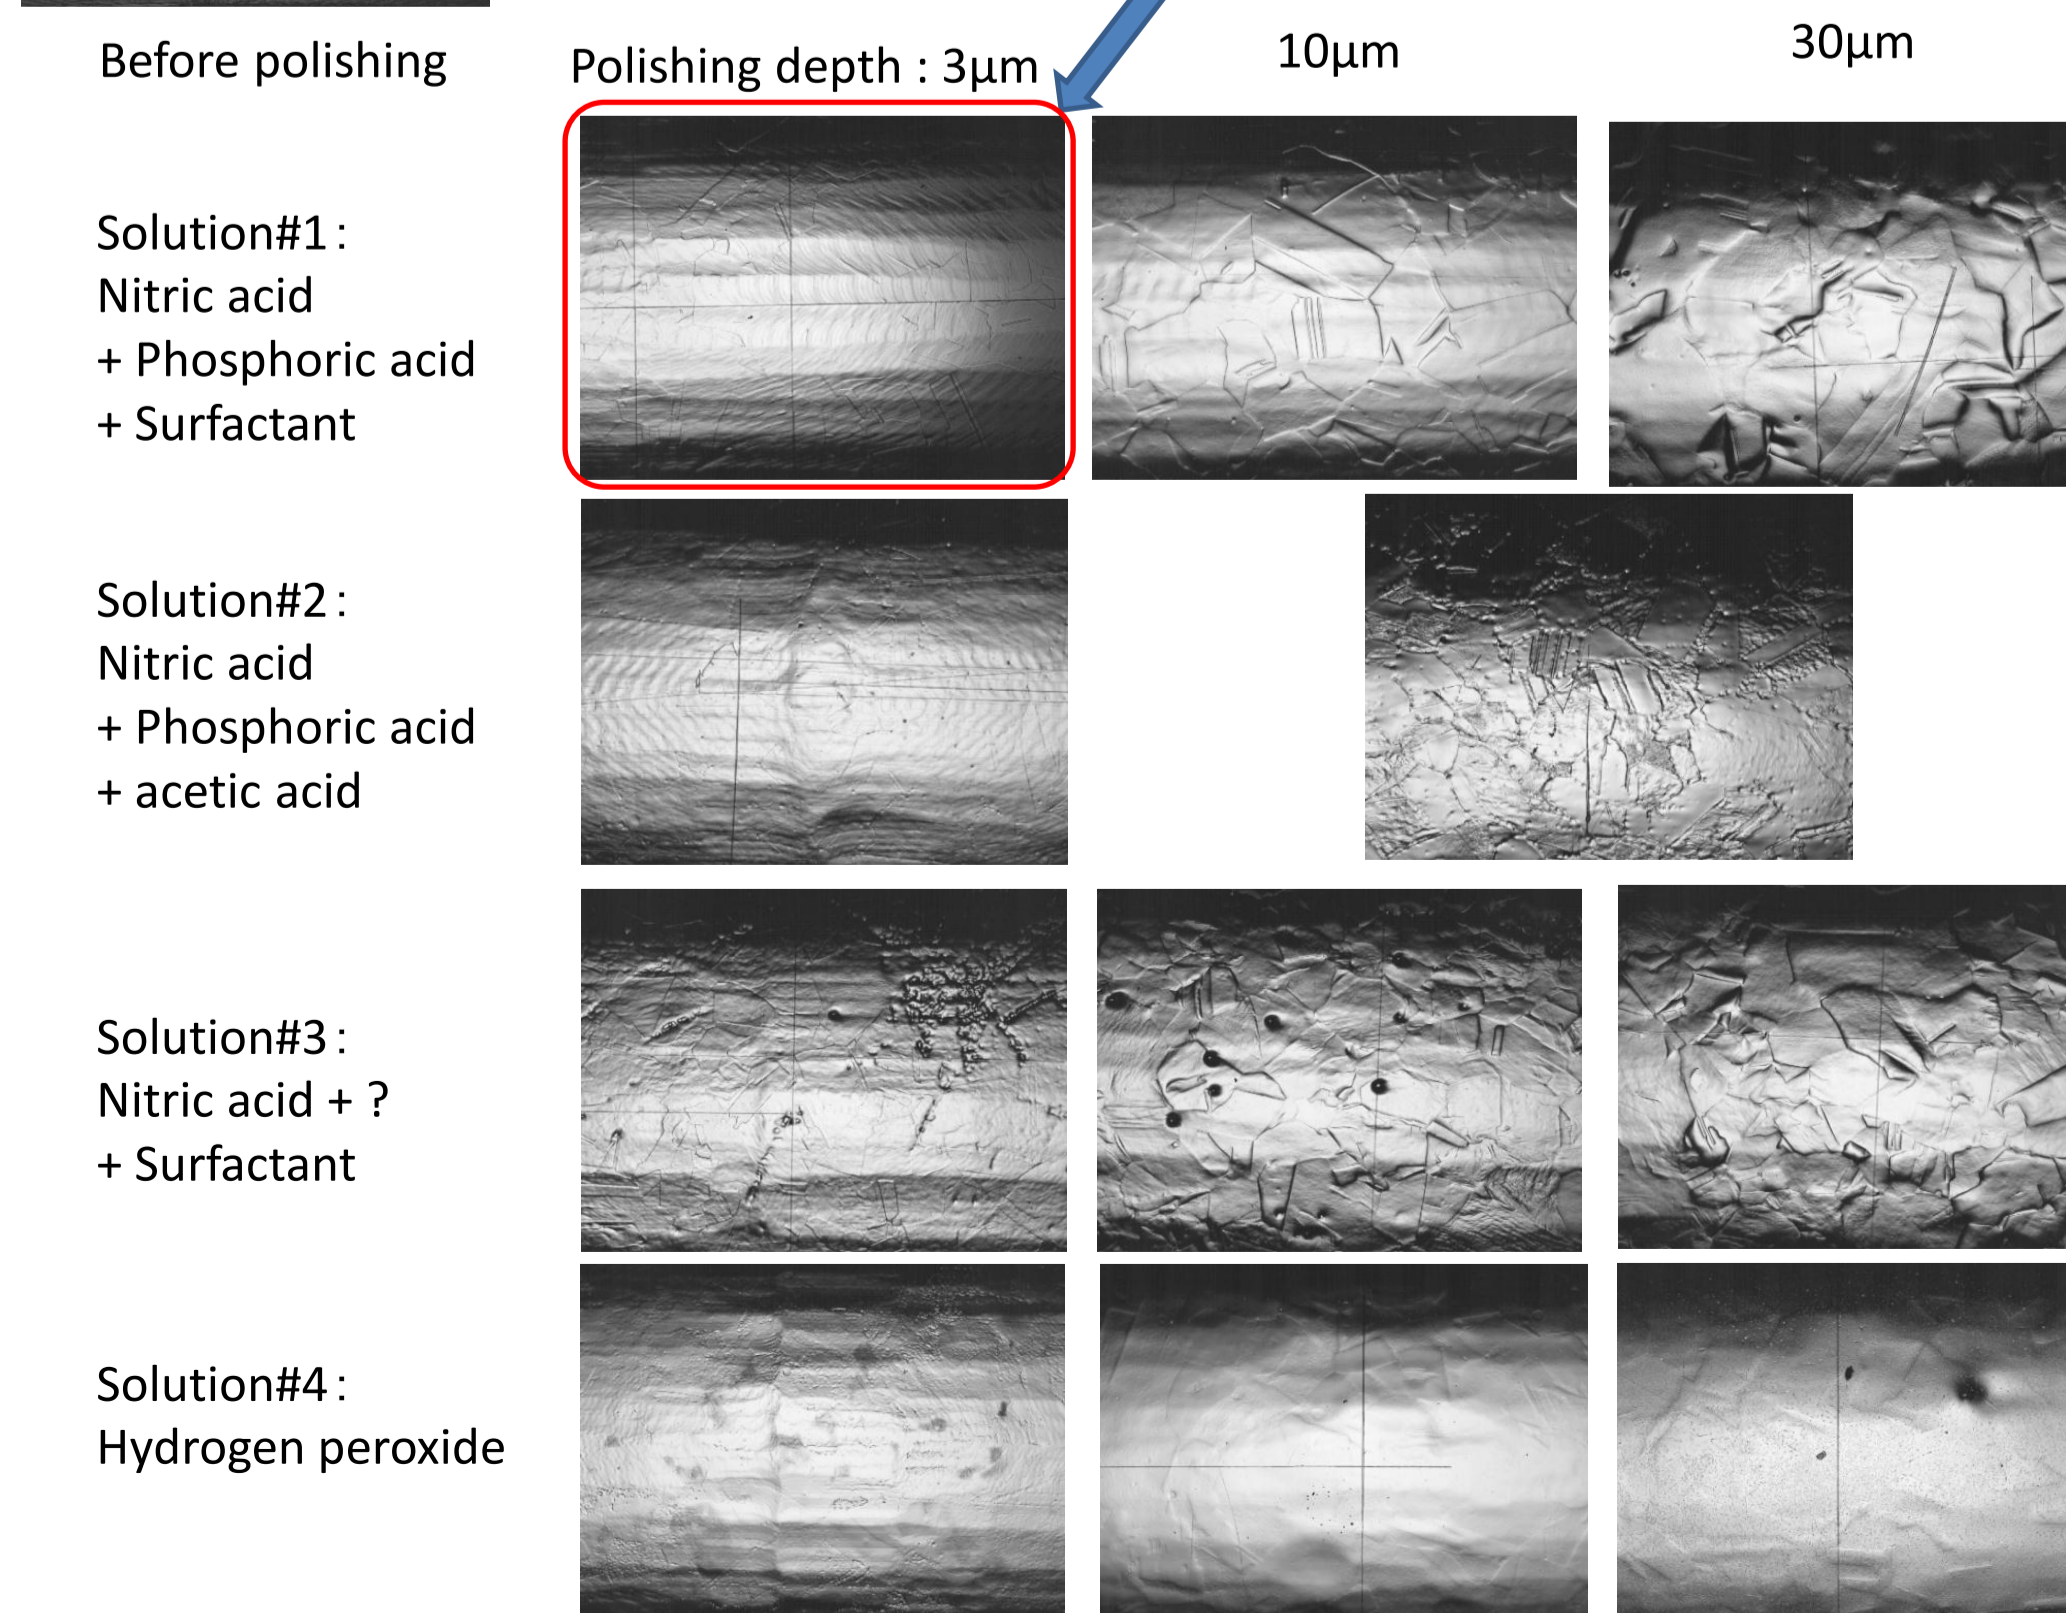 Before polishing
Polishing depth : 3μm
10μm
30μm
Solution#1 :
Nitric acid
+ Phosphoric acid
+ Surfactant
Solution#2 :
Nitric acid
+ Phosphoric acid
+ acetic acid
Solution#3 :
Nitric acid + ?
+ Surfactant
Solution#4 :
Hydrogen peroxide